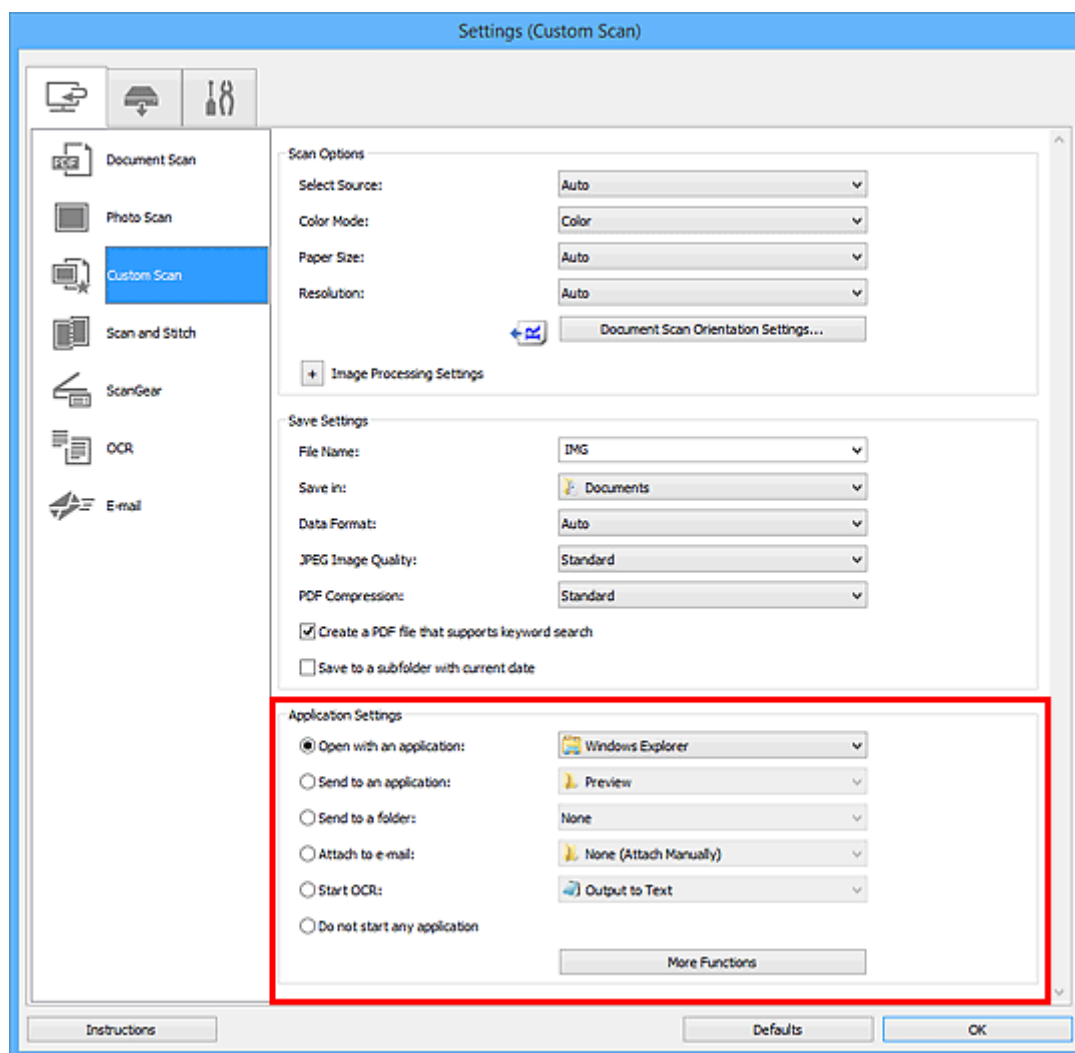 Settings (Custom Scan)
Document Scan
Photo Scan
Custom Scan
Scan and Stitch
ScanGear
OCR
E-mail
Scan Options
Select Source: Auto
Color Mode: Color
Paper Size: Auto
Resolution: Auto
Document Scan Orientation Settings...
+ Image Processing Settings
Save Settings
File Name: IMG
Save in: Documents
Data Format: Auto
JPEG Image Quality: Standard
PDF Compression: Standard
Create a PDF file that supports keyword search
Save to a subfolder with current date
Application Settings
Open with an application: Windows Explorer
Send to an application: Preview
Send to a folder: None
Attach to e-mail: None (Attach Manually)
Start OCR: Output to Text
Do not start any application
More Functions
Instructions Defaults OK